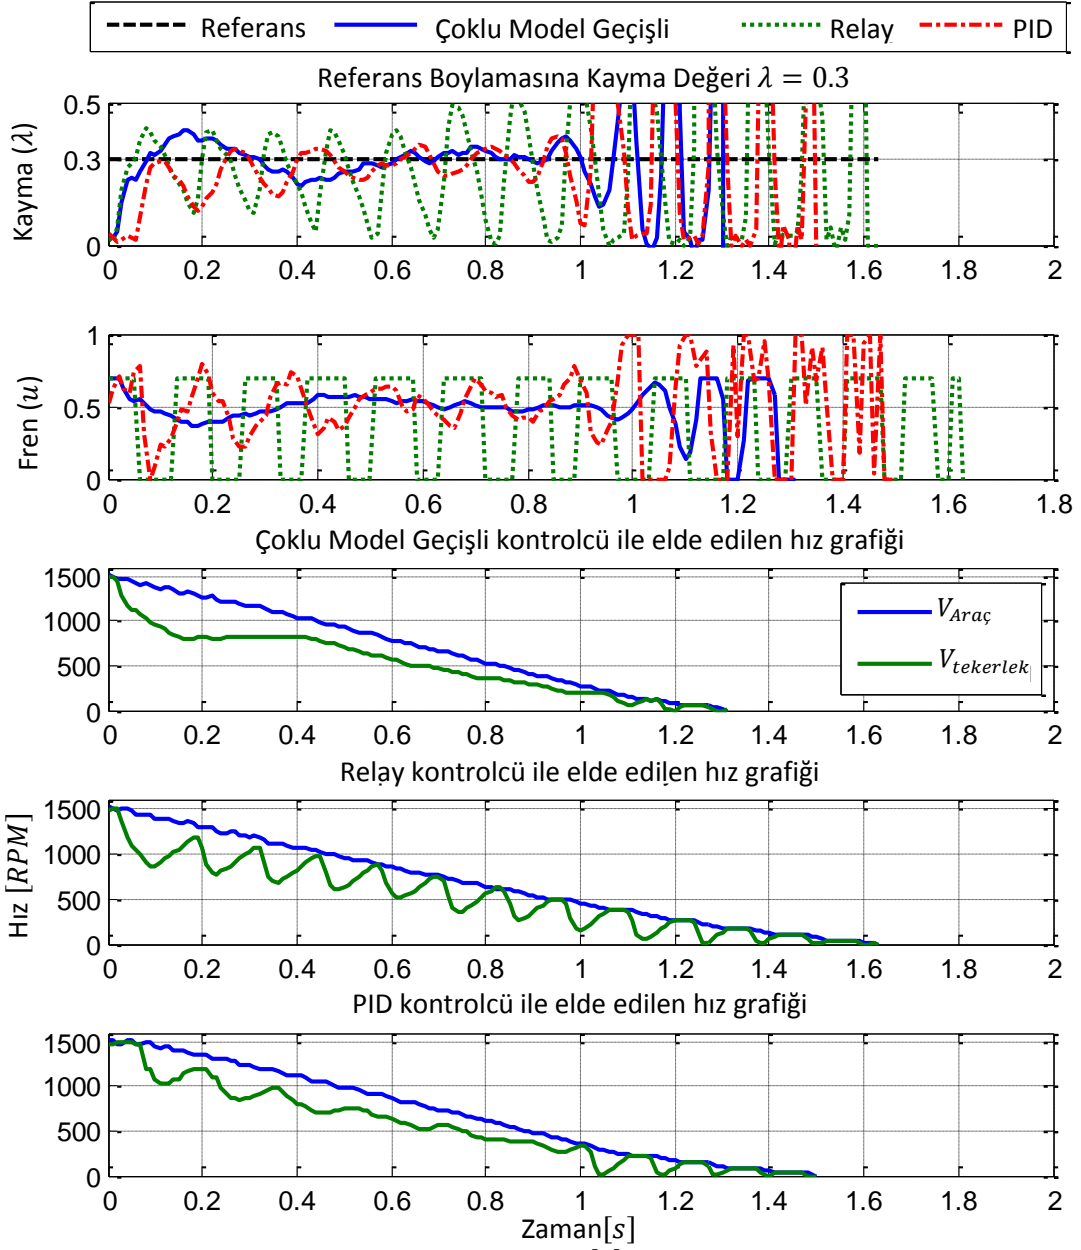 Referans Çoklu Model Geçişli Relay PID
Referans Boylamasına Kayma Değeri λ = 0.3
Kayma (λ)
0.5
0.3
0
0 0.2 0.4 0.6 0.8 1 1.2 1.4 1.6 1.8 2
Fren (u)
1
0.5
0
0 0.2 0.4 0.6 0.8 1 1.2 1.4 1.6 1.8
Çoklu Model Geçişli kontrolcü ile elde edilen hız grafiği
1500
1000
500
0
V_Araç
V_tekerlek
0 0.2 0.4 0.6 0.8 1 1.2 1.4 1.6 1.8 2
Relay kontrolcü ile elde edilen hız grafiği
Hız [RPM]
1500
1000
500
0
0 0.2 0.4 0.6 0.8 1 1.2 1.4 1.6 1.8 2
PID kontrolcü ile elde edilen hız grafiği
1500
1000
500
0
0 0.2 0.4 0.6 0.8 1 1.2 1.4 1.6 1.8 2
Zaman[s]